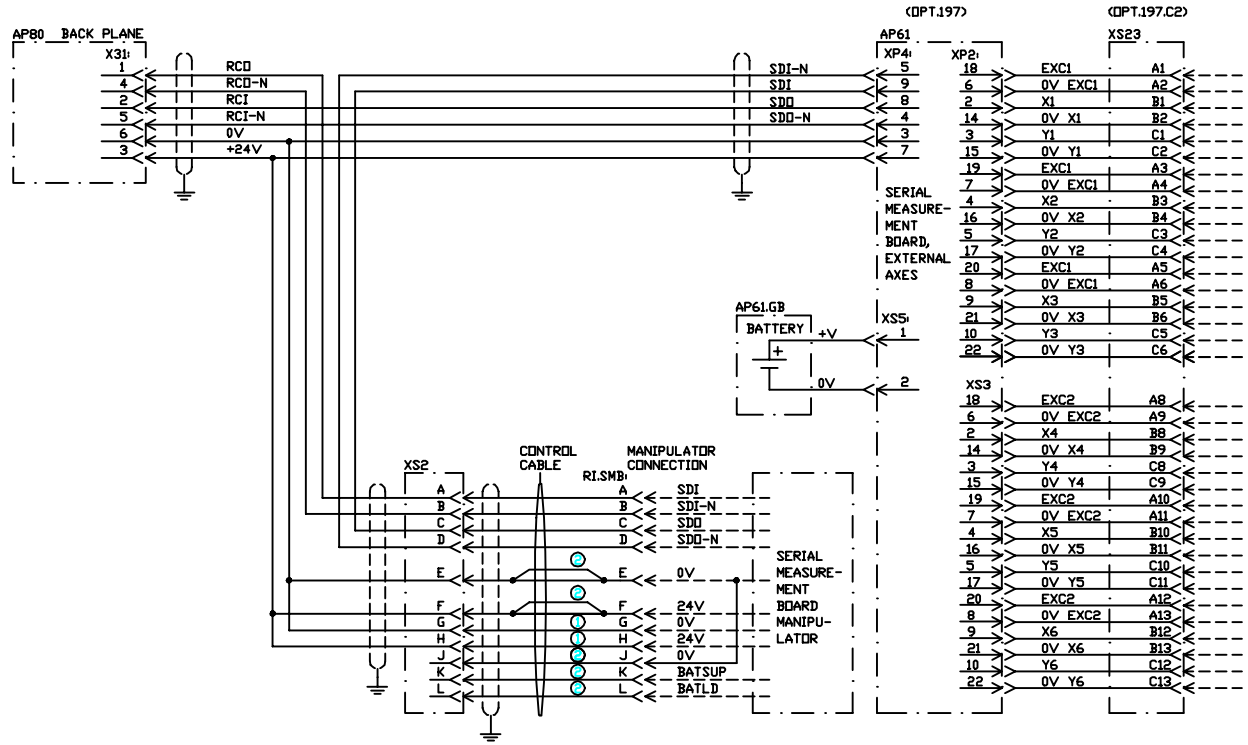 (OPT.197) (OPT.197.C2)
AP80 BACK PLANE AP61 XS23
X31: XP4: XP2:
1 RCO SDI-N 5 18 EXC1 A1
4 RCO-N SDI 9 6 0V EXC1 A2
2 RCI SDO 8 2 X1 B1
5 RCI-N SDO-N 4 14 0V X1 B2
6 0V 3 3 Y1 C1
3 +24V 7 15 0V Y1 C2
19 EXC1 A3
7 0V EXC1 A4
4 X2 B3
16 0V X2 B4
5 Y2 C3
17 0V Y2 C4
20 EXC1 A5
8 0V EXC1 A6
9 X3 B5
21 0V X3 B6
10 Y3 C5
22 0V Y3 C6
SERIAL
MEASURE-
MENT
BOARD,
EXTERNAL
AXES
AP61.GB
BATTERY
+
+V
0V
XS5:
1
2
XS3
18 EXC2 A8
6 0V EXC2 A9
2 X4 B8
14 0V X4 B9
3 Y4 C8
15 0V Y4 C9
19 EXC2 A10
7 0V EXC2 A11
4 X5 B10
16 0V X5 B11
5 Y5 C10
17 0V Y5 C11
20 EXC2 A12
8 0V EXC2 A13
9 X6 B12
21 0V X6 B13
10 Y6 C12
22 0V Y6 C13
XS2
CONTROL
CABLE
MANIPULATOR
CONNECTION
R1.SMB:
A A SDI
B B SDI-N
C C SDO
D D SDO-N
2
E E 0V
2
F F 24V
G 1 G 0V
H 1 H 24V
J 2 J 0V
K 2 K BATSUP
L 2 L BATLD
SERIAL
MEASURE-
MENT
BOARD
MANIPU-
LATOR